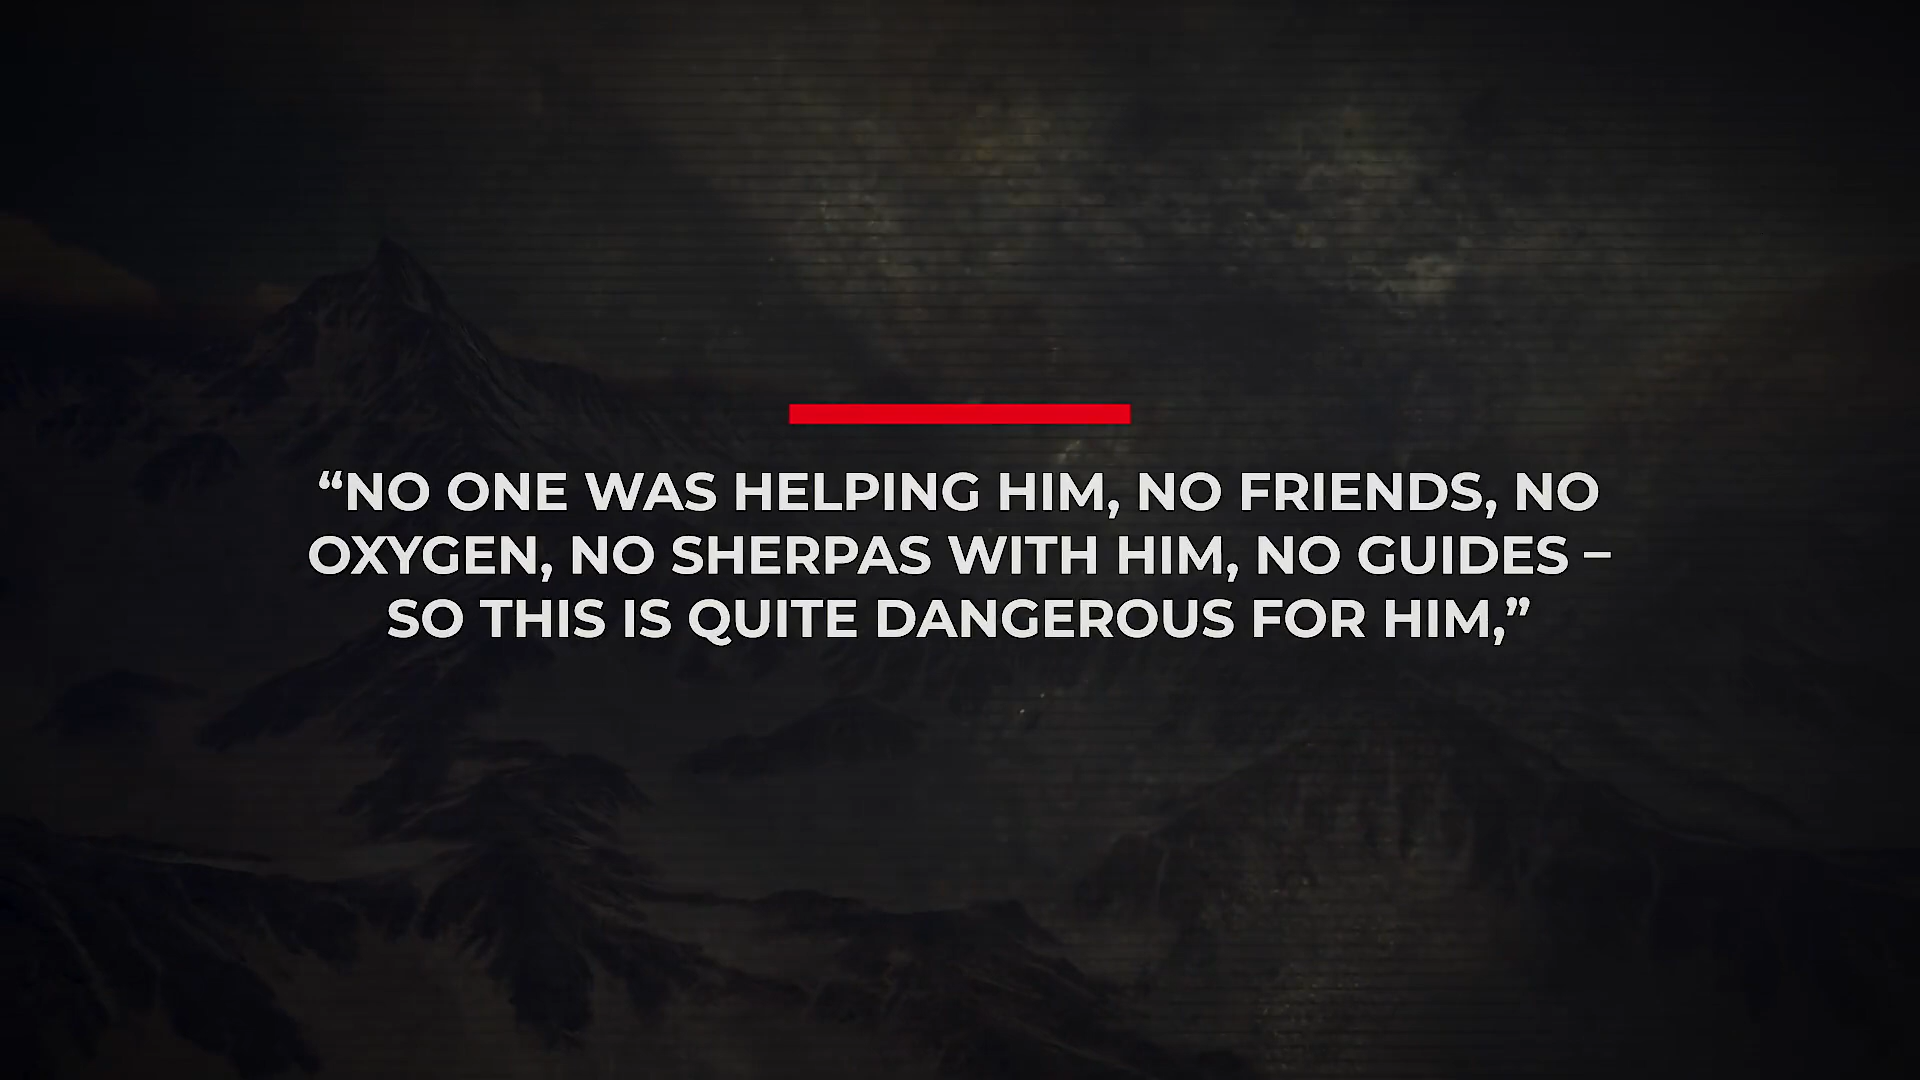 “NO ONE WAS HELPING HIM, NO FRIENDS, NO
OXYGEN, NO SHERPAS WITH HIM, NO GUIDES –
SO THIS IS QUITE DANGEROUS FOR HIM,”